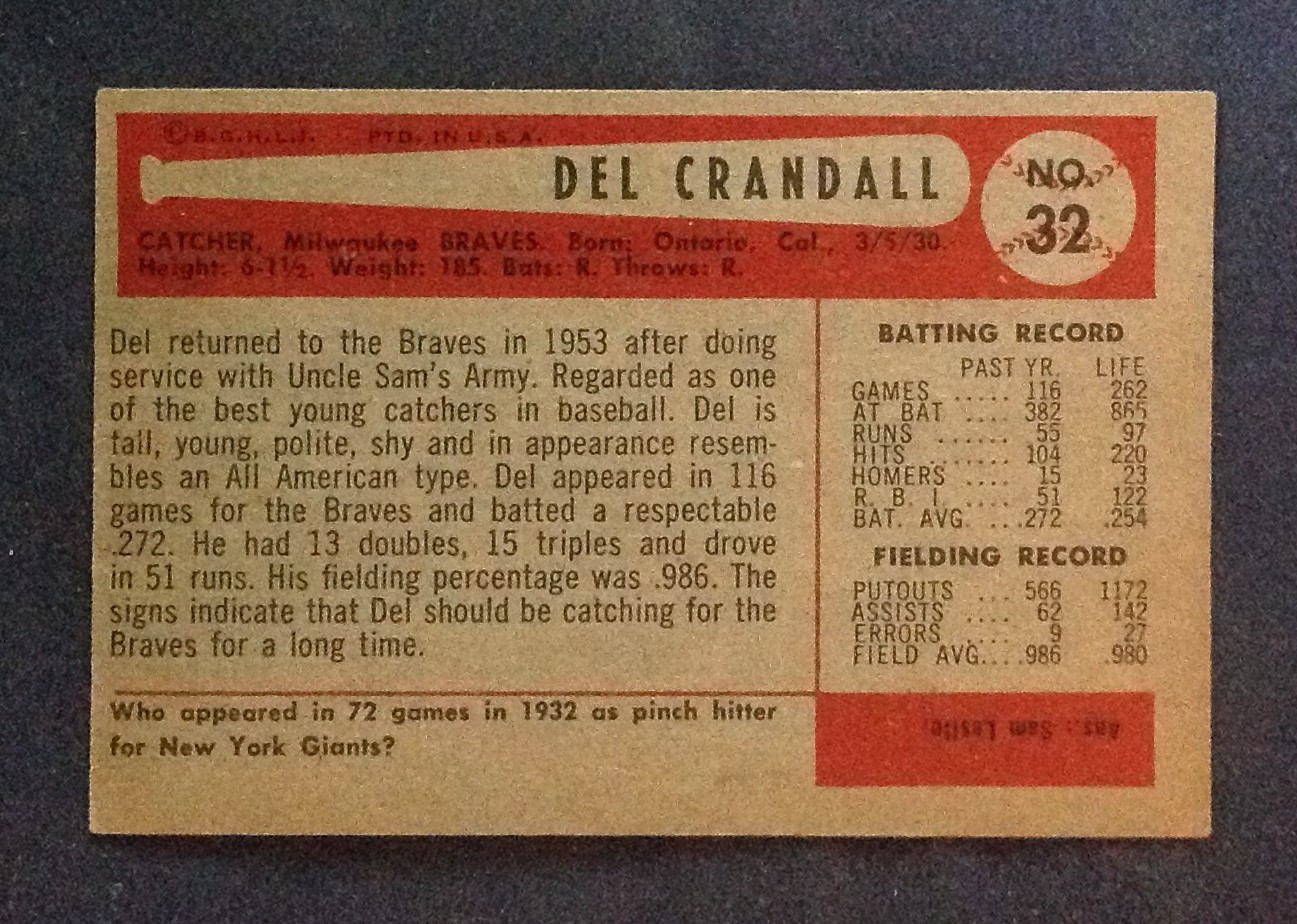 ©B.G.H.L.I. PTD. IN U.S.A.
DEL CRANDALL
NO.
32
CATCHER, Milwaukee BRAVES. Born: Ontario, Cal., 3/5/30.
Height: 6-1½. Weight: 185. Bats: R. Throws: R.
Del returned to the Braves in 1953 after doing
service with Uncle Sam's Army. Regarded as one
of the best young catchers in baseball. Del is
tall, young, polite, shy and in appearance resem-
bles an All American type. Del appeared in 116
games for the Braves and batted a respectable
.272. He had 13 doubles, 15 triples and drove
in 51 runs. His fielding percentage was .986. The
signs indicate that Del should be catching for the
Braves for a long time.
BATTING RECORD
PAST YR. LIFE
GAMES ..... 116 262
AT BAT .... 382 865
RUNS ...... 55 97
HITS ....... 104 220
HOMERS .... 15 23
R. B. I. ..... 51 122
BAT. AVG. ...272 .254
FIELDING RECORD
PUTOUTS ... 566 1172
ASSISTS .... 62 142
ERRORS .... 9 27
FIELD AVG....986 .980
Who appeared in 72 games in 1932 as pinch hitter
for New York Giants?
Ans.: Sam Leslie.